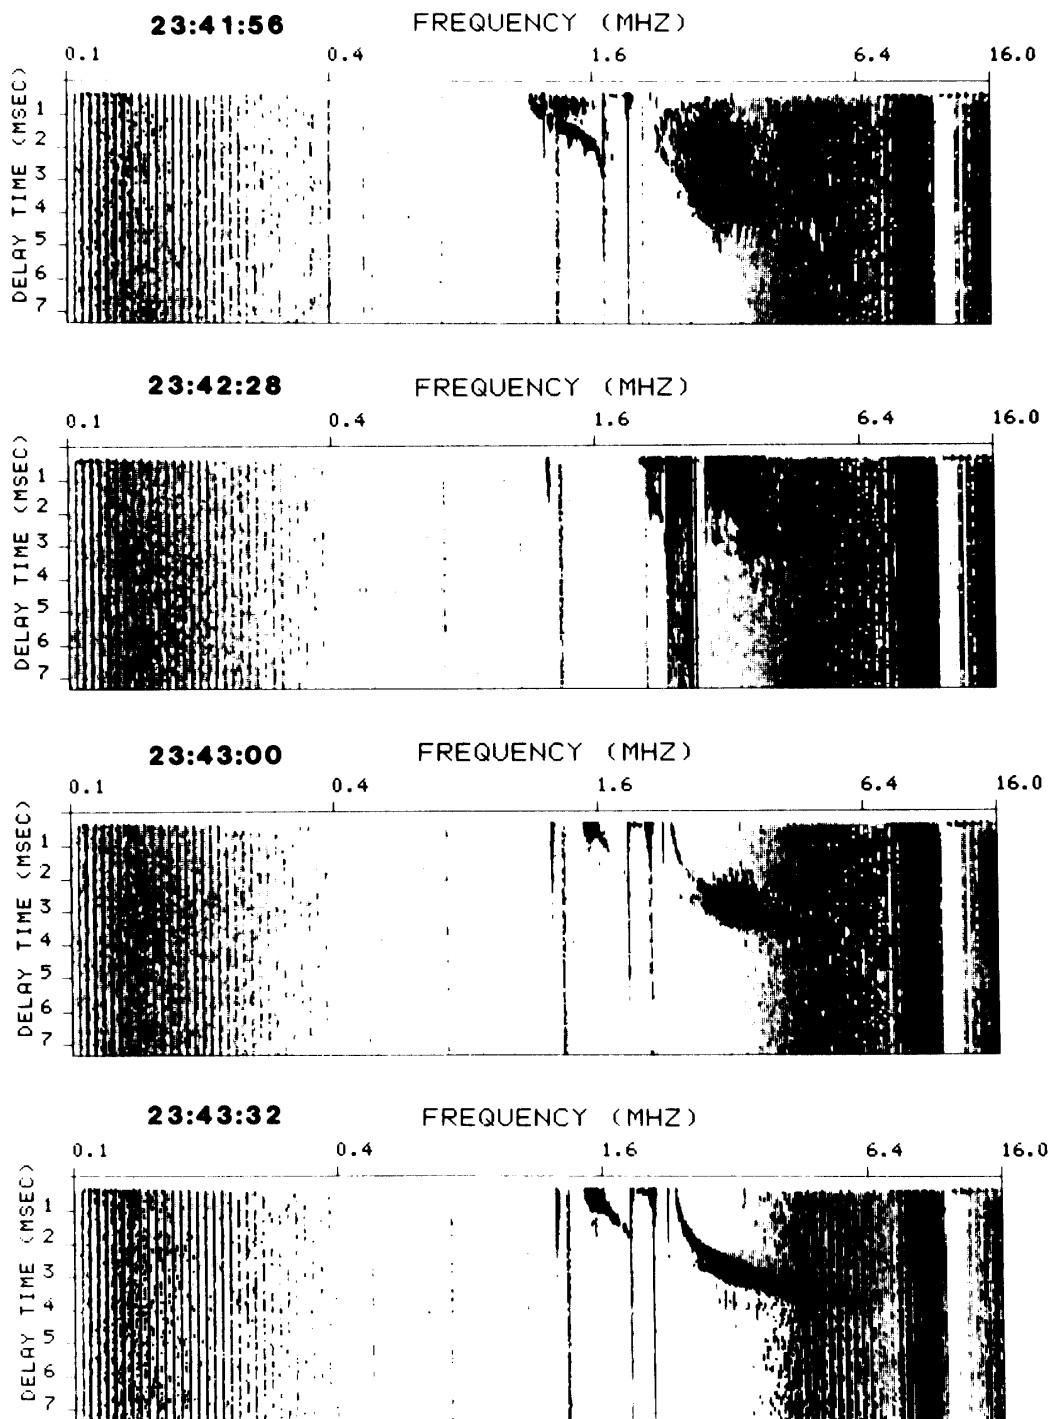 23:41:56 FREQUENCY (MHZ)
0.1 0.4 1.6 6.4 16.0
DELAY TIME (MSEC)
1
2
3
4
5
6
7
23:42:28 FREQUENCY (MHZ)
0.1 0.4 1.6 6.4 16.0
DELAY TIME (MSEC)
1
2
3
4
5
6
7
23:43:00 FREQUENCY (MHZ)
0.1 0.4 1.6 6.4 16.0
DELAY TIME (MSEC)
1
2
3
4
5
6
7
23:43:32 FREQUENCY (MHZ)
0.1 0.4 1.6 6.4 16.0
DELAY TIME (MSEC)
1
2
3
4
5
6
7